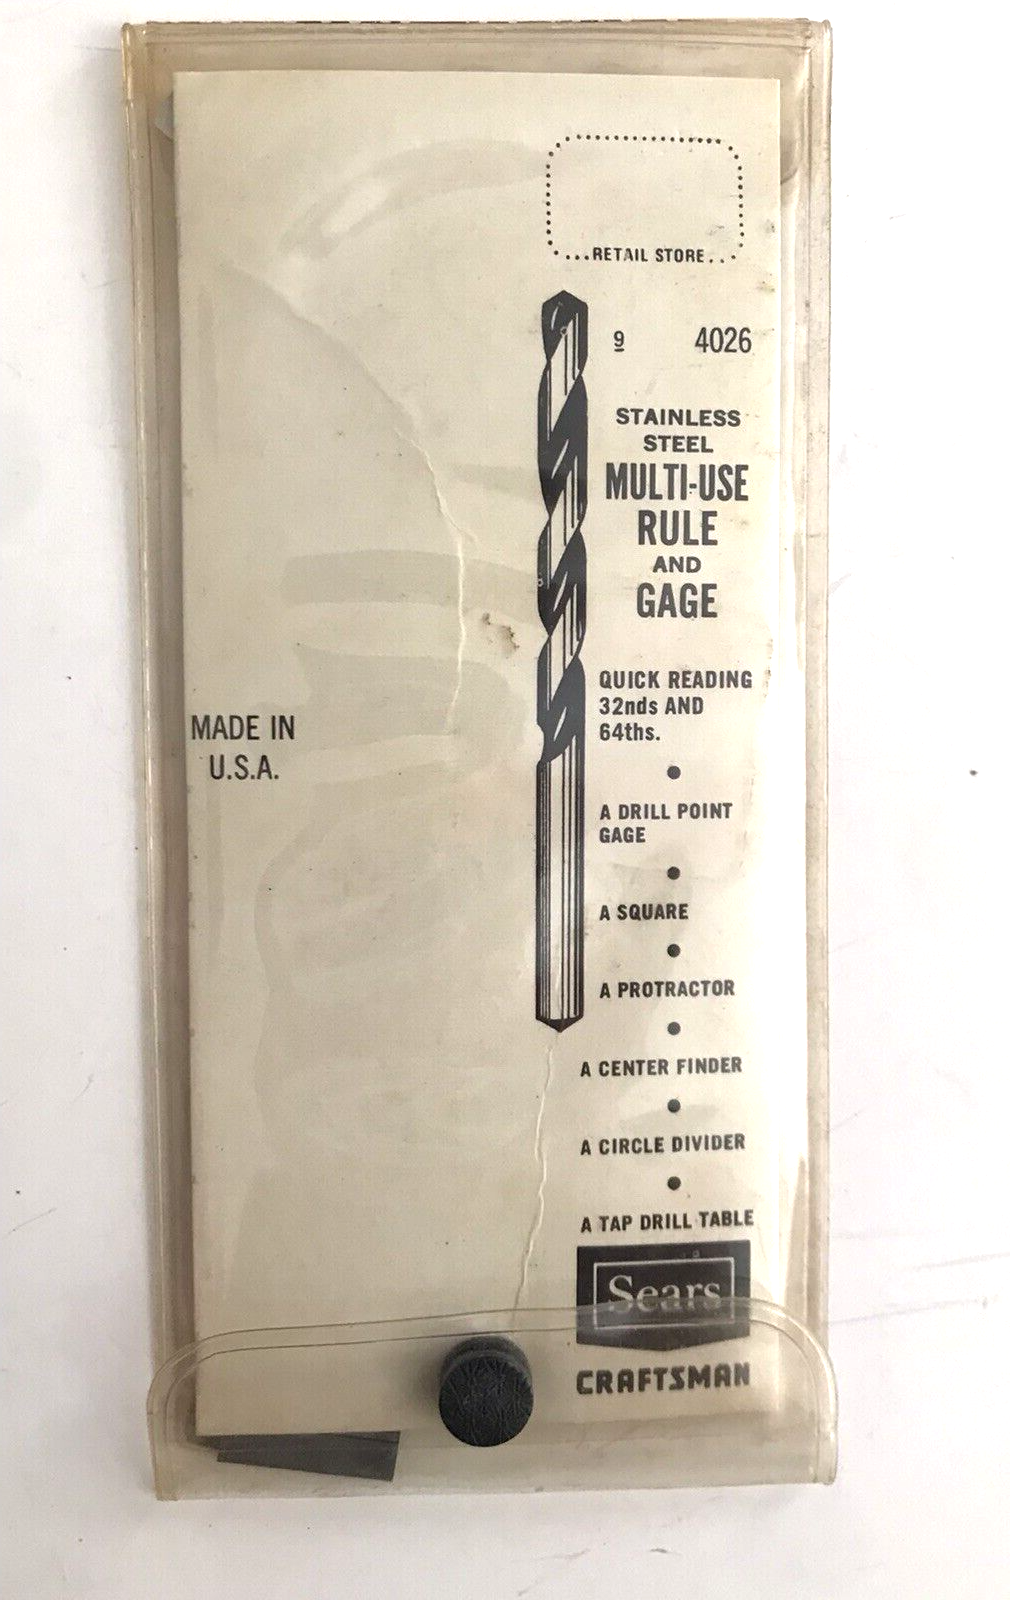 ...RETAIL STORE...
9 4026
STAINLESS
STEEL
MULTI-USE
RULE
AND
GAGE
QUICK READING
32nds AND
64ths.
MADE IN
U.S.A.
A DRILL POINT
GAGE
A SQUARE
A PROTRACTOR
A CENTER FINDER
A CIRCLE DIVIDER
A TAP DRILL TABLE
Sears
CRAFTSMAN